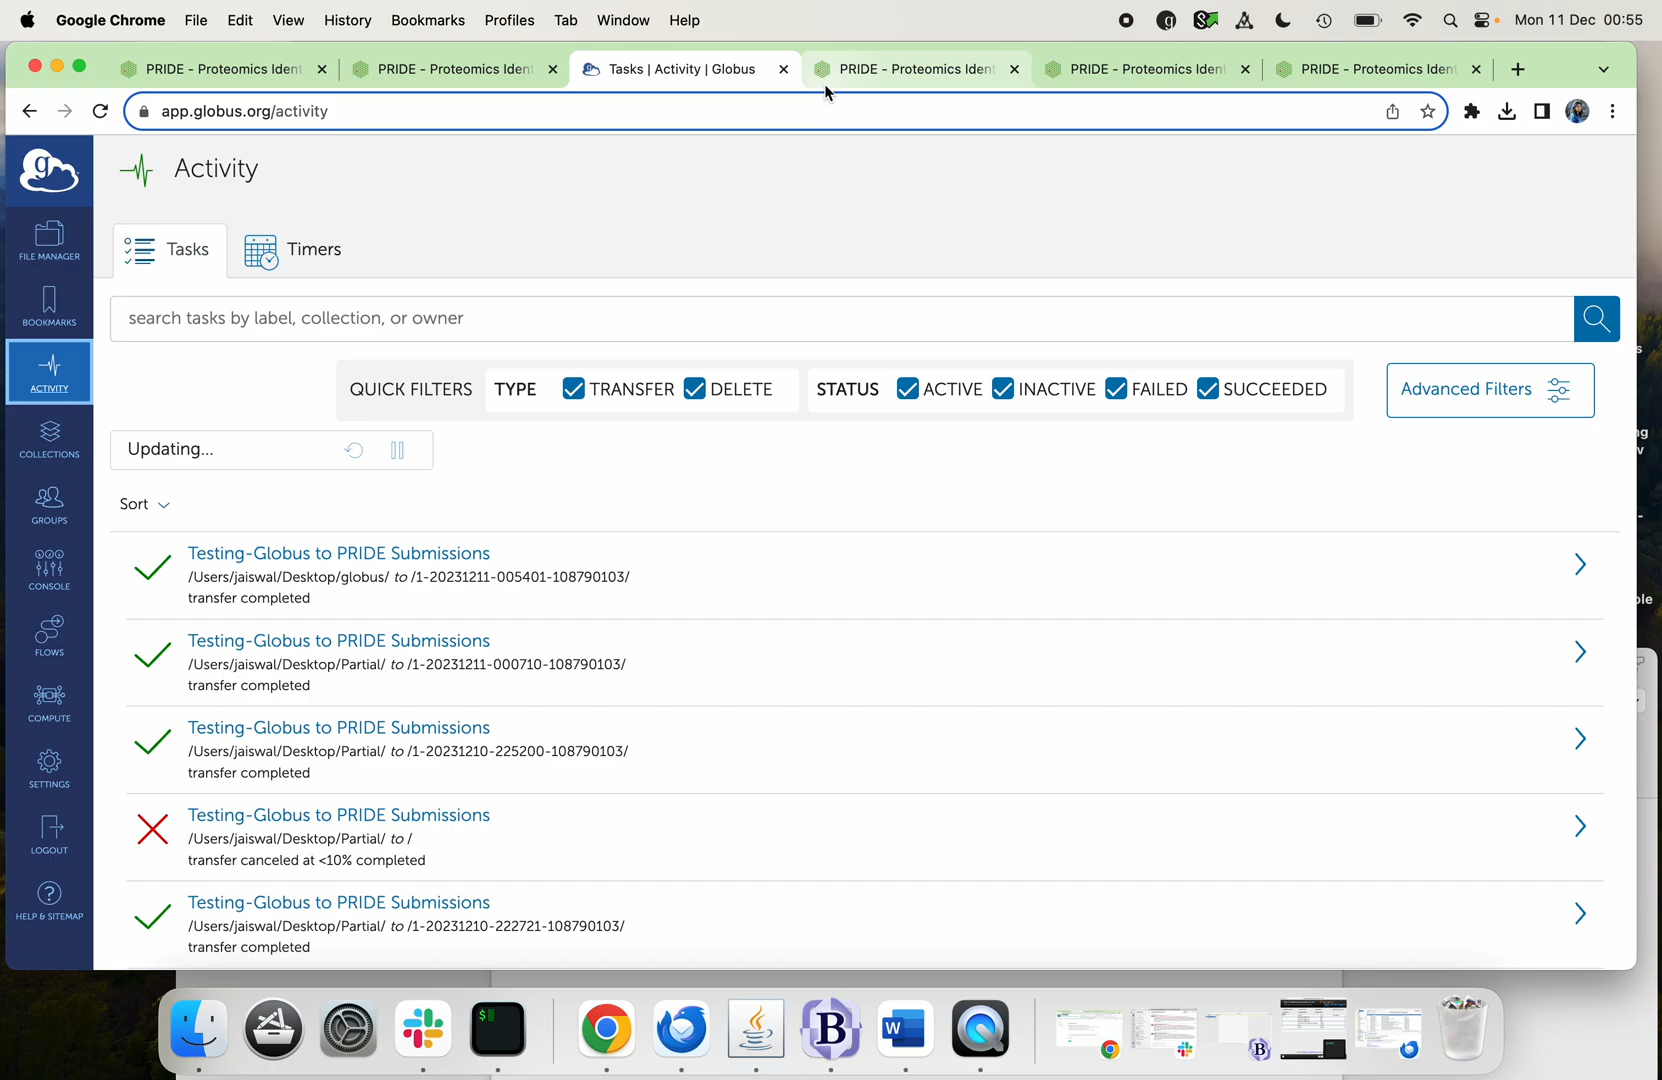 Google Chrome File Edit View History Bookmarks Profiles Tab Window Help Mon 11 Dec 00:55
PRIDE - Proteomics Ident PRIDE - Proteomics Ident Tasks | Activity | Globus PRIDE - Proteomics Ident PRIDE - Proteomics Ident PRIDE - Proteomics Ident
app.globus.org/activity
Activity
FILE MANAGER
BOOKMARKS
ACTIVITY
COLLECTIONS
GROUPS
CONSOLE
FLOWS
COMPUTE
SETTINGS
LOGOUT
HELP & SITEMAP
Tasks Timers
search tasks by label, collection, or owner
QUICK FILTERS TYPE TRANSFER DELETE STATUS ACTIVE INACTIVE FAILED SUCCEEDED Advanced Filters
Updating...
Sort
Testing-Globus to PRIDE Submissions
/Users/jaiswal/Desktop/globus/ to /1-20231211-005401-108790103/
transfer completed
Testing-Globus to PRIDE Submissions
/Users/jaiswal/Desktop/Partial/ to /1-20231211-000710-108790103/
transfer completed
Testing-Globus to PRIDE Submissions
/Users/jaiswal/Desktop/Partial/ to /1-20231210-225200-108790103/
transfer completed
Testing-Globus to PRIDE Submissions
/Users/jaiswal/Desktop/Partial/ to /
transfer canceled at <10% completed
Testing-Globus to PRIDE Submissions
/Users/jaiswal/Desktop/Partial/ to /1-20231210-222721-108790103/
transfer completed